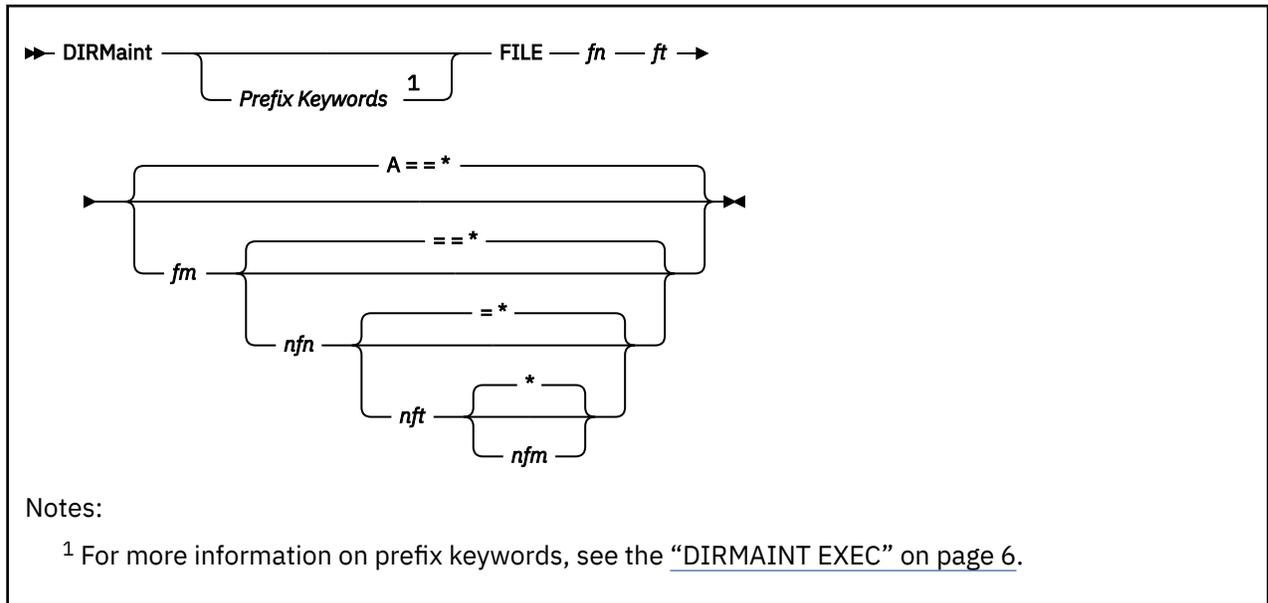 DIRMaint FILE fn ft
Prefix Keywords 1
A = = *
= = *
fm
= *
nfn
*
nft
nfm
Notes:
1 For more information on prefix keywords, see the “DIRMAINT EXEC” on page 6.